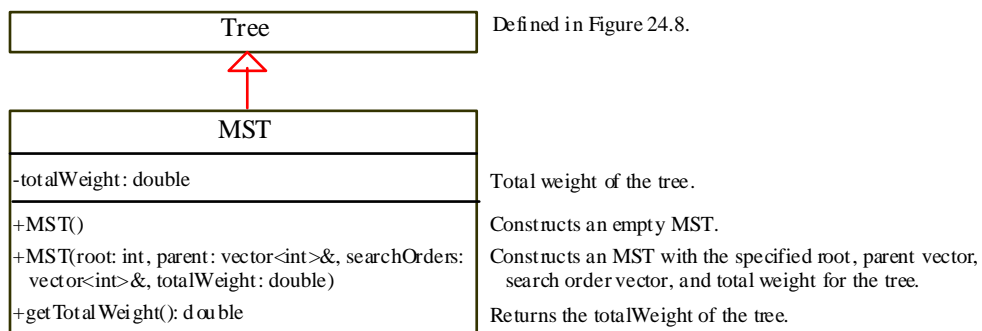 Tree
Defined in Figure 24.8.
MST
-totalWeight: double
Total weight of the tree.
+MST()
Constructs an empty MST.
+MST(root: int, parent: vector<int>&, searchOrders:
vector<int>&, totalWeight: double)
Constructs an MST with the specified root, parent vector,
search order vector, and total weight for the tree.
+getTotalWeight(): double
Returns the totalWeight of the tree.